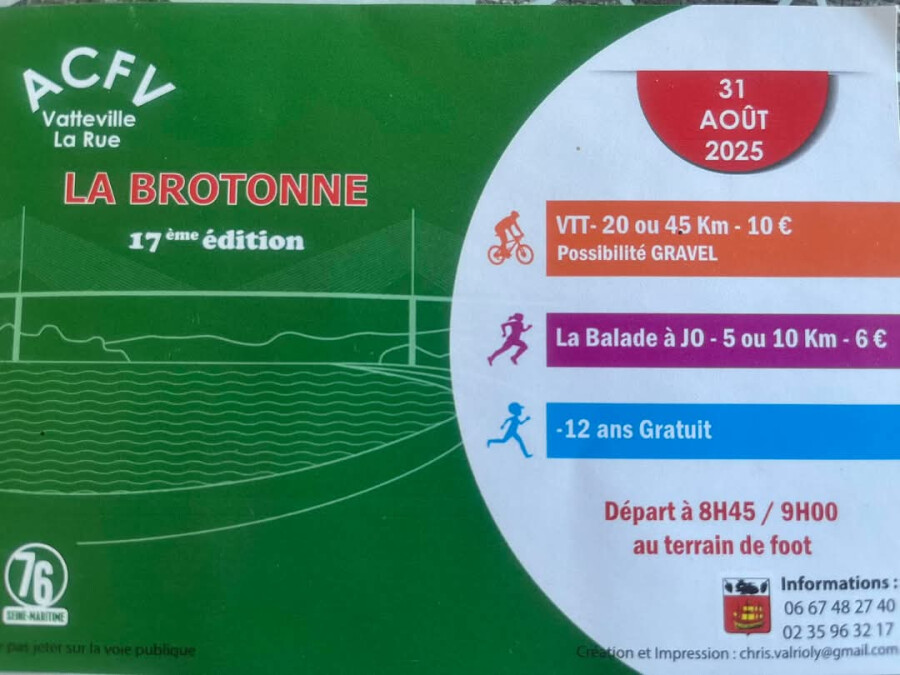 ACFV
Vatteville
La Rue
LA BROTONNE
17ème édition
31
AOÛT
2025
VTT- 20 ou 45 Km - 10 €
Possibilité GRAVEL
La Balade à JO - 5 ou 10 Km - 6 €
-12 ans Gratuit
Départ à 8H45 / 9H00
au terrain de foot
Informations :
06 67 48 27 40
02 35 96 32 17
76
SEINE-MARITIME
pas jeter sur la voie publique
Création et Impression : chris.valrioly@gmail.com